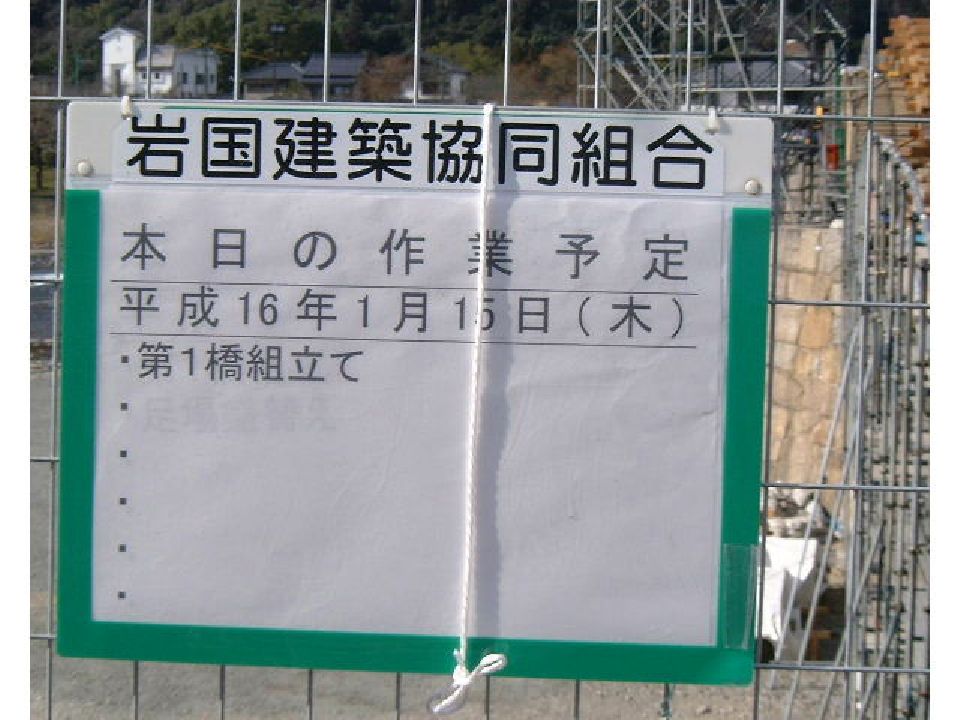 岩国建築協同組合
本日の作業予定
平成16年1月15日(木)
・第1橋組立て
・
・
・
・
・